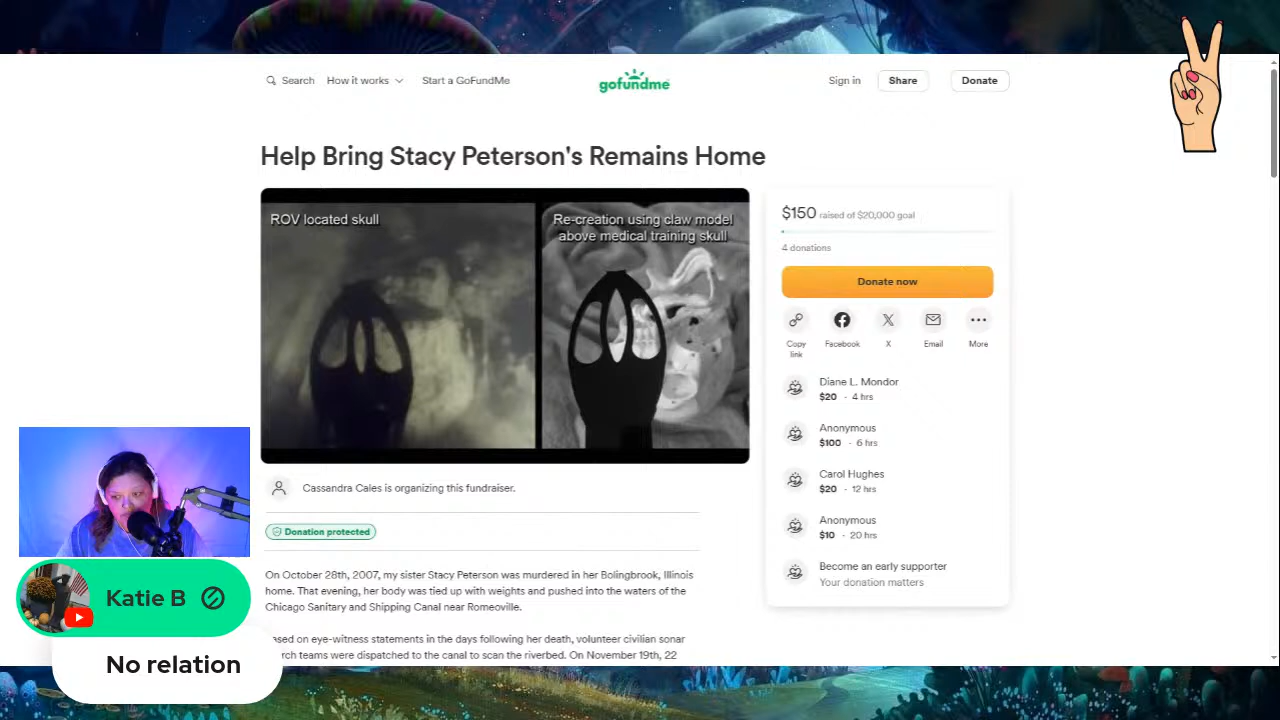 Search How it works Start a GoFundMe gofundme Sign in Share Donate
Help Bring Stacy Peterson's Remains Home
ROV located skull
Re-creation using claw model
above medical training skull
$150 raised of $20,000 goal
4 donations
Donate now
Copy link Facebook X Email More
Diane L. Mondor
$20 · 4 hrs
Anonymous
$100 · 6 hrs
Carol Hughes
$20 · 12 hrs
Anonymous
$10 · 20 hrs
Become an early supporter
Your donation matters
Cassandra Cales is organizing this fundraiser.
Donation protected
On October 28th, 2007, my sister Stacy Peterson was murdered in her Bolingbrook, Illinois
home. That evening, her body was tied up with weights and pushed into the waters of the
Chicago Sanitary and Shipping Canal near Romeoville.
ased on eye-witness statements in the days following her death, volunteer civilian sonar
rch teams were dispatched to the canal to scan the riverbed. On November 19th, 22
Katie B
No relation